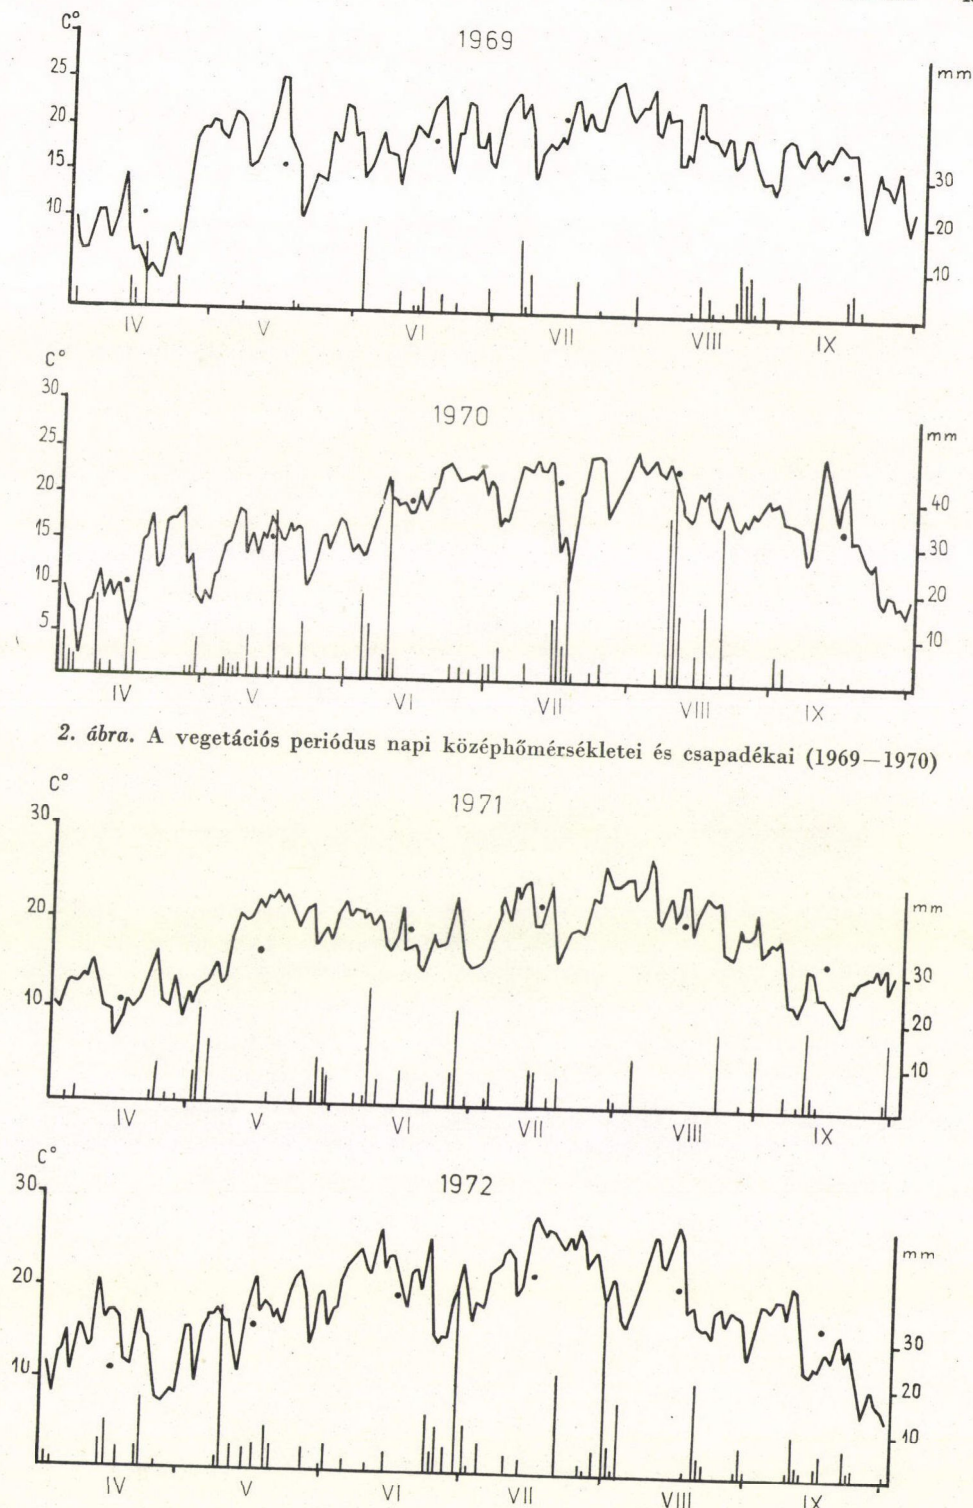 C°
1969
25
20
15
10
mm
30
20
10
IV V VI VII VIII IX
C°
1970
30
25
20
15
10
5
mm
40
30
20
10
IV V VI VII VIII IX
2. ábra. A vegetációs periódus napi középhőmérsékletei és csapadékai (1969—1970)
C°
1971
30
20
10
mm
30
20
10
IV V VI VII VIII IX
C°
1972
30
20
10
mm
30
20
10
IV V VI VII VIII IX